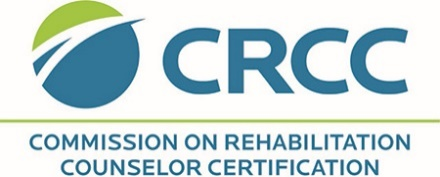 CRCC
COMMISSION ON REHABILITATION
COUNSELOR CERTIFICATION